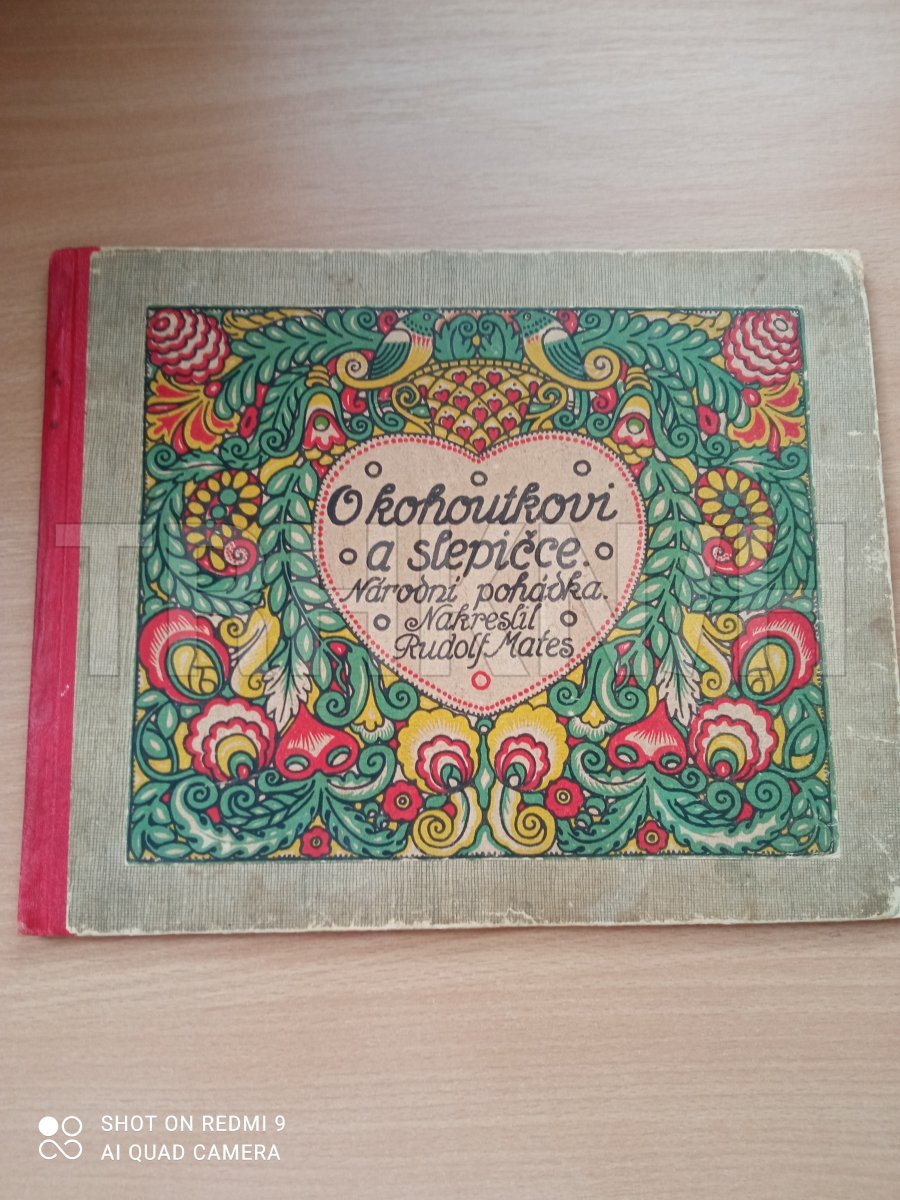 O kohoutkovi
a slepičce.
Národní pohádka.
Nakreslil
Rudolf Mates
SHOT ON REDMI 9
AI QUAD CAMERA